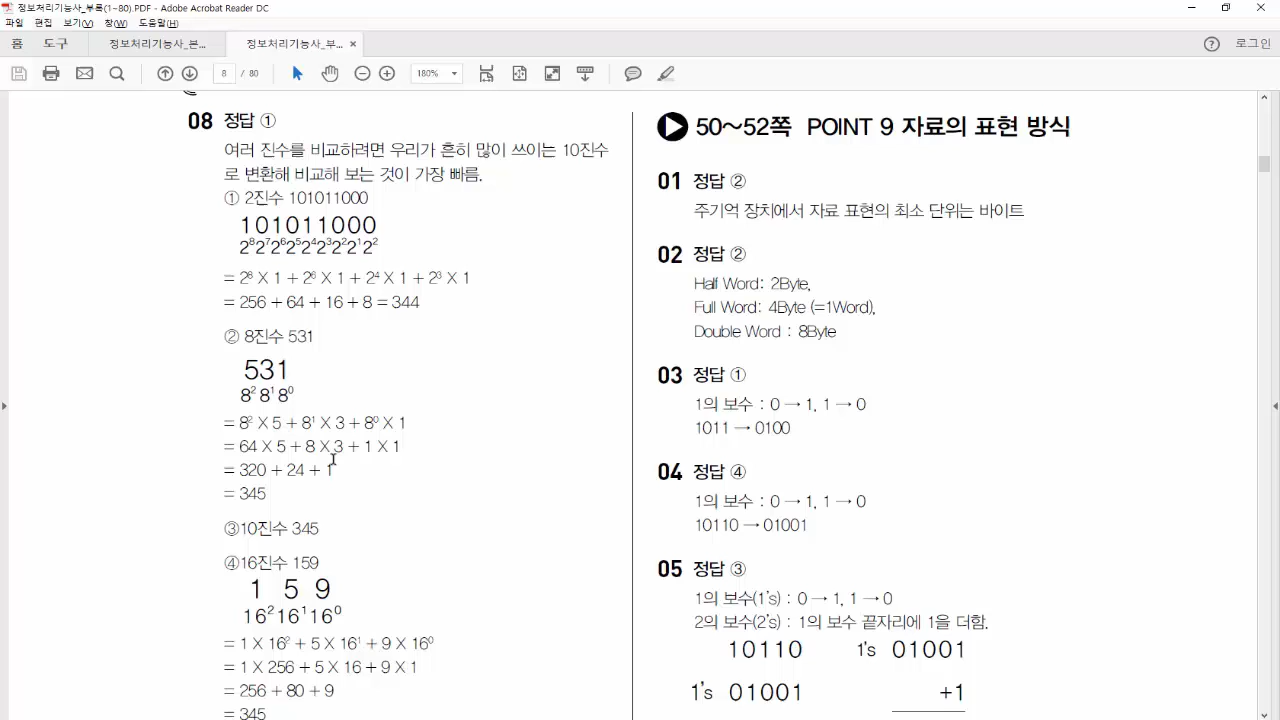 정보처리기능사_부록(1~80).PDF - Adobe Acrobat Reader DC
파일 편집 보기(V) 창(W) 도움말(H)
홈 도구 정보처리기능사_본... 정보처리기능사_부... × ? 로그인
8 / 80 180%
08 정답 ①
여러 진수를 비교하려면 우리가 흔히 많이 쓰이는 10진수
로 변환해 비교해 보는 것이 가장 빠름.
① 2진수 101011000
101011000
2⁸2⁷2⁶2⁵2⁴2³2²2¹2²
= 2⁸ X 1 + 2⁶ X 1 + 2⁴ X 1 + 2³ X 1
= 256 + 64 + 16 + 8 = 344
② 8진수 531
531
8²8¹8⁰
= 8² X 5 + 8¹ X 3 + 8⁰ X 1
= 64 X 5 + 8 X 3 + 1 X 1
= 320 + 24 + 1
= 345
③10진수 345
④16진수 159
1 5 9
16²16¹16⁰
= 1 X 16² + 5 X 16¹ + 9 X 16⁰
= 1 X 256 + 5 X 16 + 9 X 1
= 256 + 80 + 9
= 345
50~52쪽 POINT 9 자료의 표현 방식
01 정답 ②
주기억 장치에서 자료 표현의 최소 단위는 바이트
02 정답 ②
Half Word: 2Byte,
Full Word: 4Byte (=1Word),
Double Word : 8Byte
03 정답 ①
1의 보수 : 0 → 1, 1 → 0
1011 → 0100
04 정답 ④
1의 보수 : 0 → 1, 1 → 0
10110 → 01001
05 정답 ③
1의 보수(1's) : 0 → 1, 1 → 0
2의 보수(2's) : 1의 보수 끝자리에 1을 더함.
10110 1's 01001
1's 01001 +1